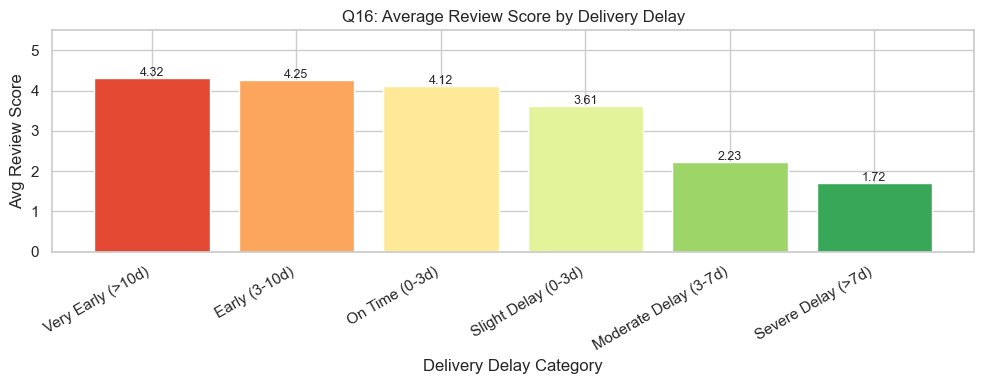 Q16: Average Review Score by Delivery Delay
Avg Review Score
5
4
3
2
1
0
4.32
4.25
4.12
3.61
2.23
1.72
Very Early (>10d)
Early (3-10d)
On Time (0-3d)
Slight Delay (0-3d)
Moderate Delay (3-7d)
Severe Delay (>7d)
Delivery Delay Category